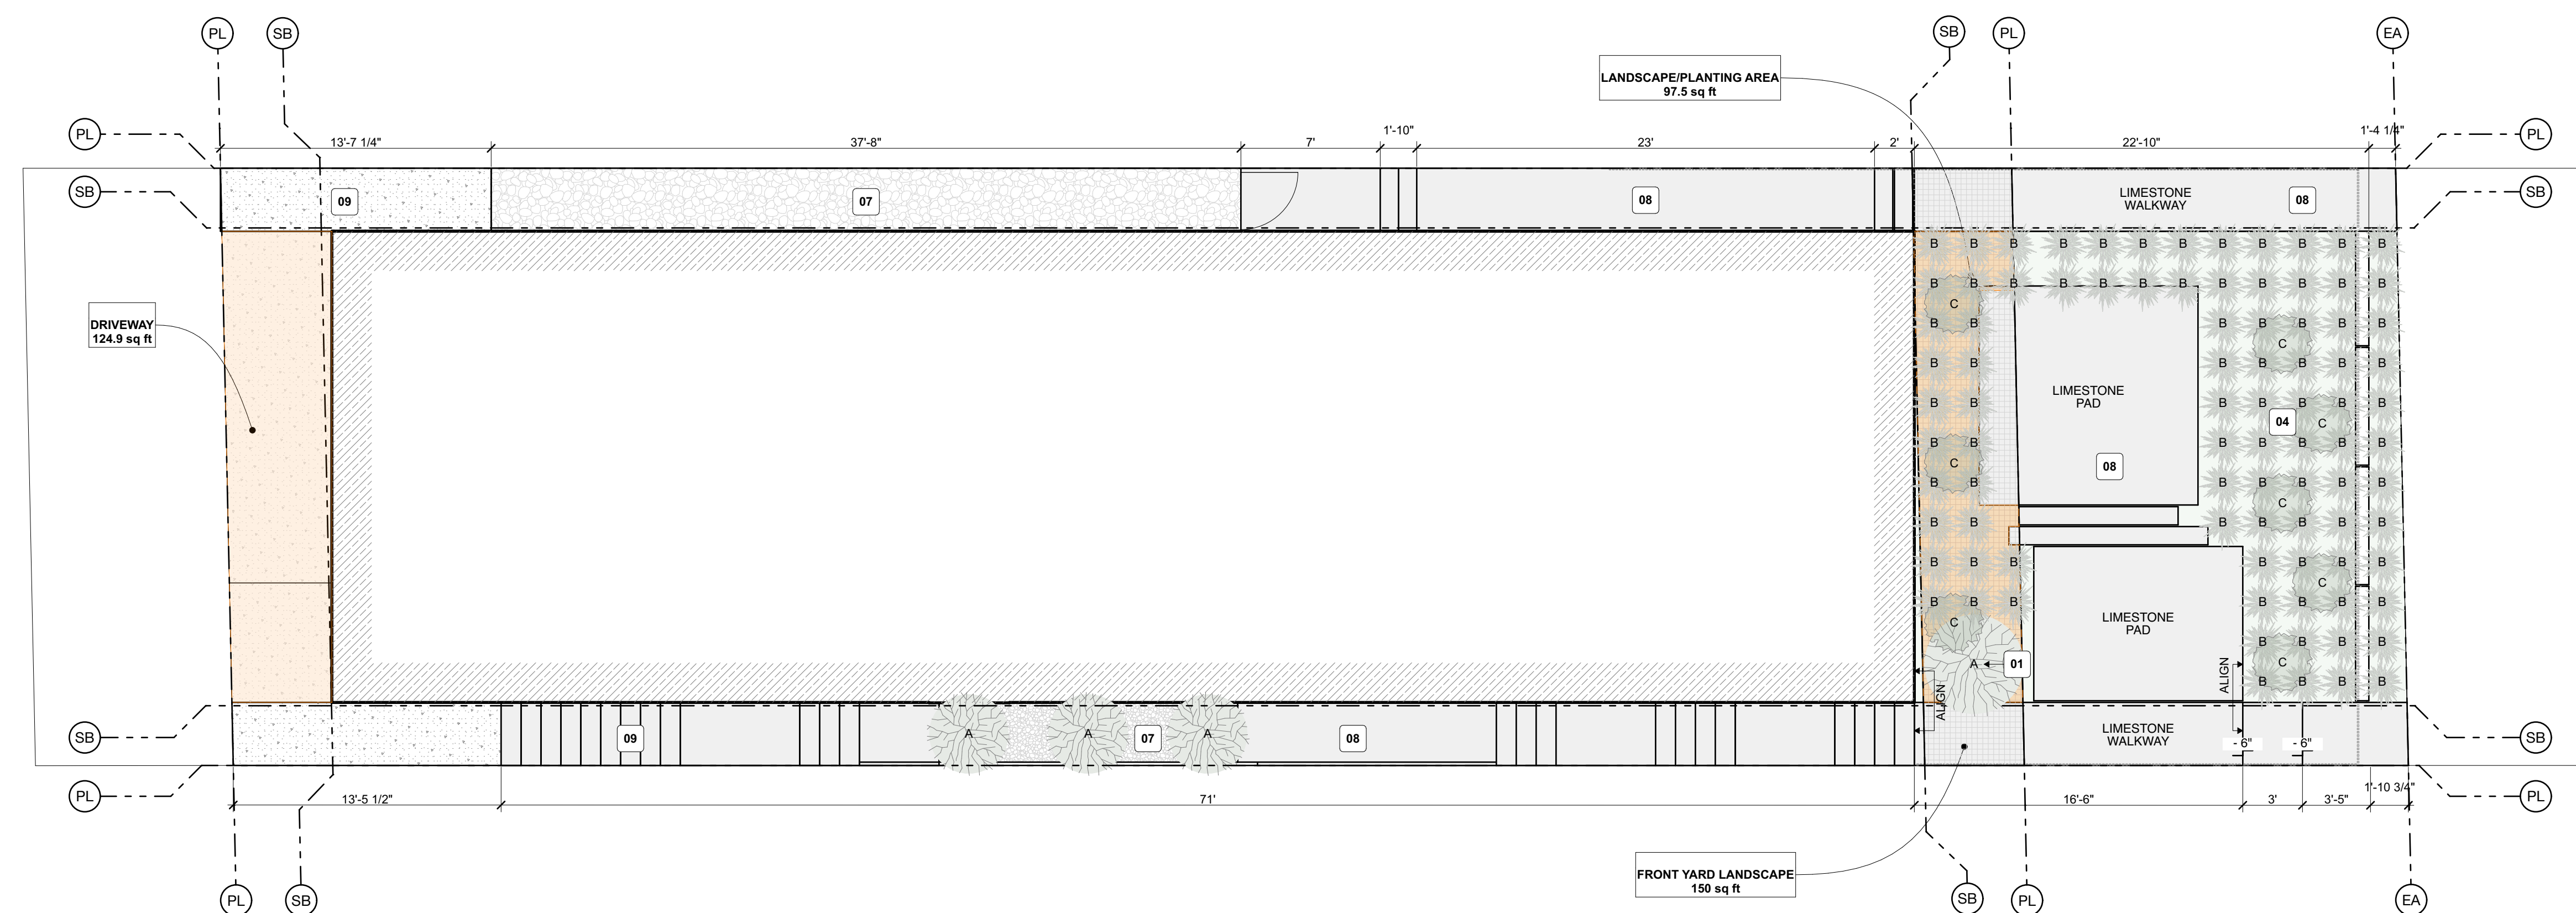 PL
SB
SB
PL
EA
LANDSCAPE/PLANTING AREA
97.5 sq ft
PL
13'-7 1/4"
37'-8"
7'
1'-10"
23'
2'
22'-10"
1'-4 1/4"
PL
SB
09
07
08
LIMESTONE
WALKWAY
08
SB
B B B B B B B B B B B B
B B B B B B B B B B B B
C
DRIVEWAY
124.9 sq ft
B B B B B B B
C
B B B B B B B
LIMESTONE
PAD
B B B B B B B
04
C
B B B B B B B
C
08
B B B B B B B
C
B B B B B B B
B B B B B B B B
C
B B B B B B B
C
LIMESTONE
PAD
B B B B
C
A
01
ALIGN
ALIGN
B B B B
SB
09
A
A
07
A
08
LIMESTONE
WALKWAY
- 6"
- 6"
SB
PL
13'-5 1/2"
71'
16'-6"
3'
3'-5"
1'-10 3/4"
PL
FRONT YARD LANDSCAPE
150 sq ft
PL
SB
SB
PL
EA